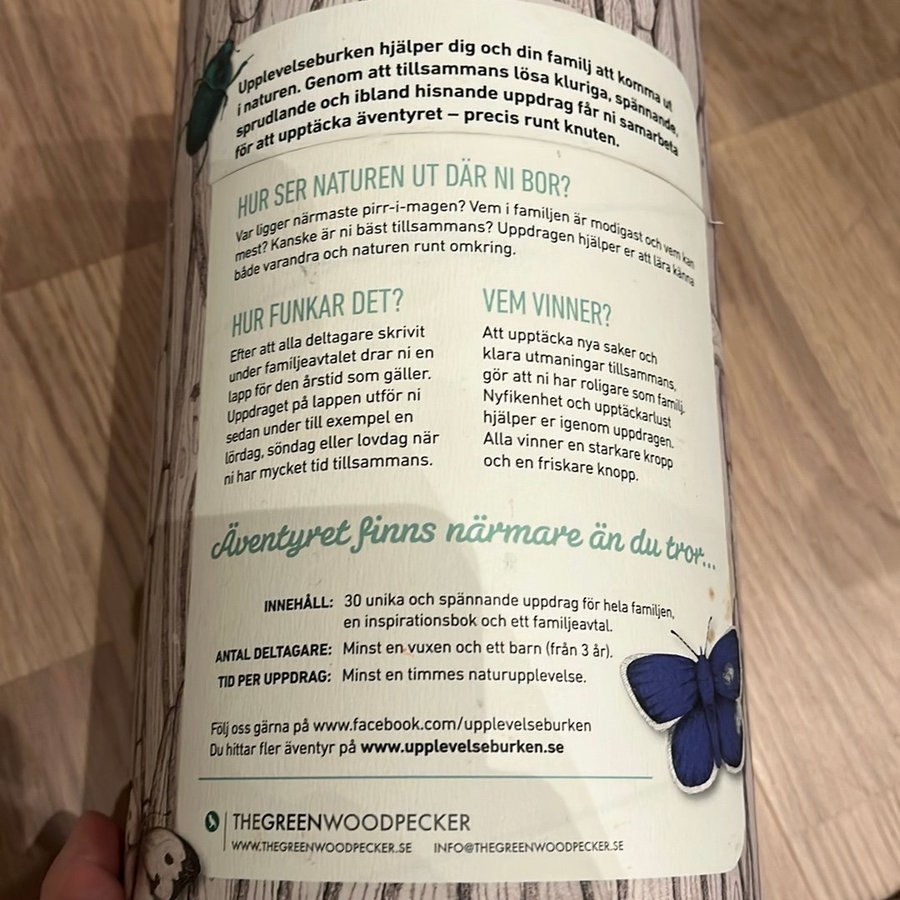 Upplevelseburken hjälper dig och din familj att komma ut
i naturen. Genom att tillsammans lösa kluriga, spännande,
sprudlande och ibland hisnande uppdrag får ni samarbeta
för att upptäcka äventyret – precis runt knuten.
HUR SER NATUREN UT DÄR NI BOR?
Var ligger närmaste pirr-i-magen? Vem i familjen är modigast och vem kan
mest? Kanske är ni bäst tillsammans? Uppdragen hjälper er att lära känna
både varandra och naturen runt omkring.
HUR FUNKAR DET?
Efter att alla deltagare skrivit
under familjeavtalet drar ni en
lapp för den årstid som gäller.
Uppdraget på lappen utför ni
sedan under till exempel en
lördag, söndag eller lovdag när
ni har mycket tid tillsammans.
VEM VINNER?
Att upptäcka nya saker och
klara utmaningar tillsammans,
gör att ni har roligare som familj.
Nyfikenhet och upptäckarlust
hjälper er igenom uppdragen.
Alla vinner en starkare kropp
och en friskare knopp.
Äventyret finns närmare än du tror...
INNEHÅLL: 30 unika och spännande uppdrag för hela familjen,
en inspirationsbok och ett familjeavtal.
ANTAL DELTAGARE: Minst en vuxen och ett barn (från 3 år).
TID PER UPPDRAG: Minst en timmes naturupplevelse.
Följ oss gärna på www.facebook.com/upplevelseburken
Du hittar fler äventyr på www.upplevelseburken.se
THEGREENWOODPECKER
WWW.THEGREENWOODPECKER.SE INFO@THEGREENWOODPECKER.SE